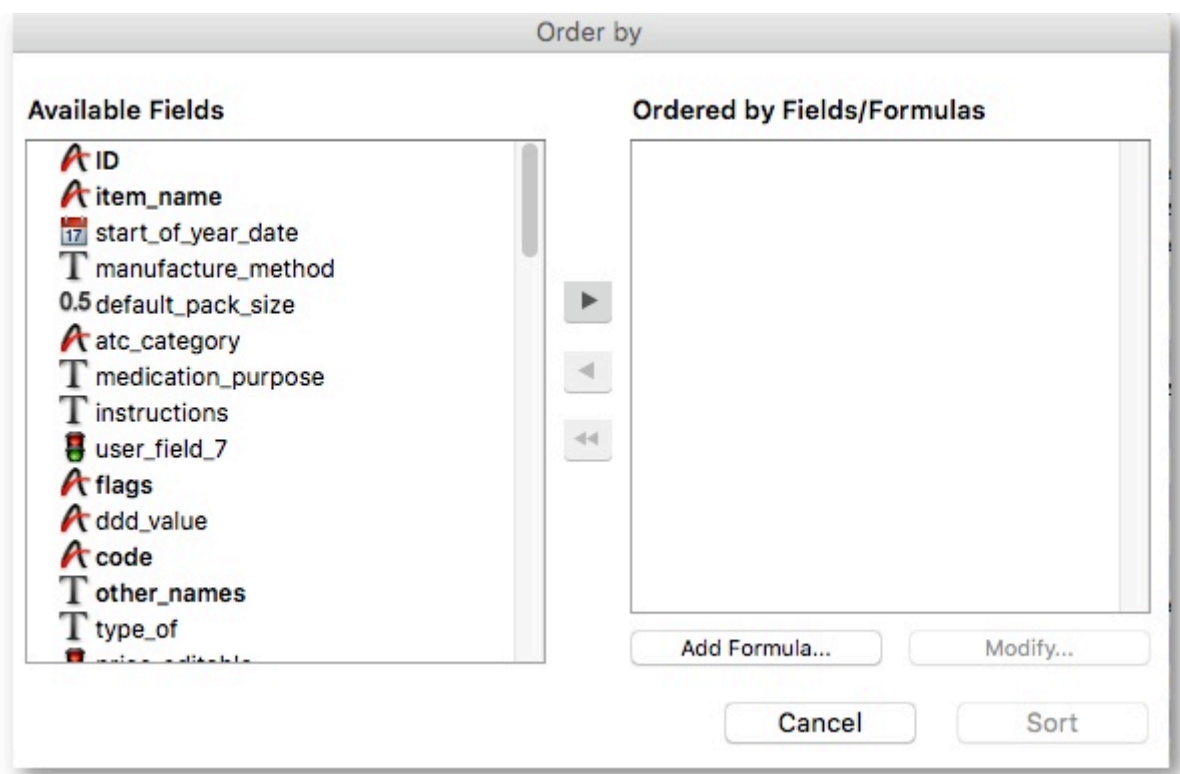 Order by
Available Fields
ID
item_name
17 start_of_year_date
T manufacture_method
0.5 default_pack_size
atc_category
T medication_purpose
T instructions
user_field_7
flags
ddd_value
code
T other_names
T type_of
Ordered by Fields/Formulas
Add Formula...
Modify...
Cancel
Sort